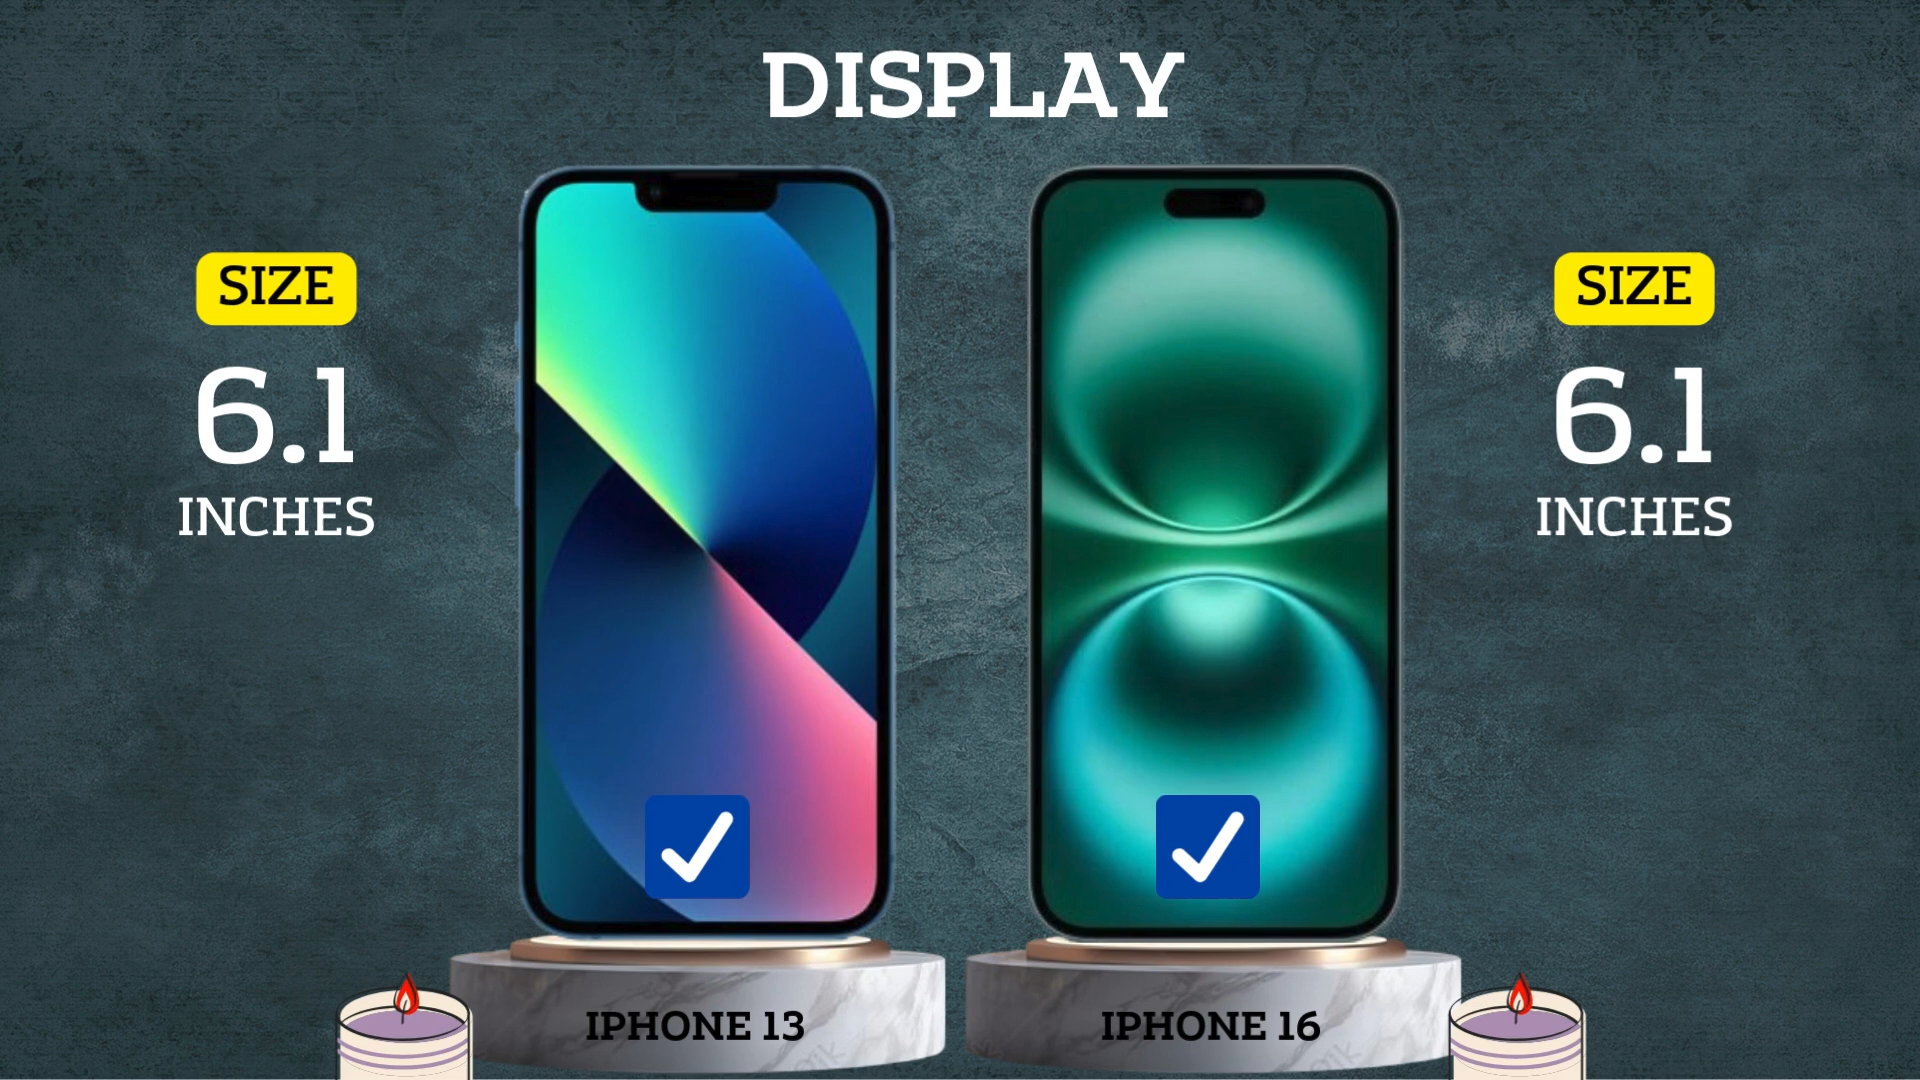 DISPLAY
SIZE
6.1
INCHES
SIZE
6.1
INCHES
IPHONE 13
IPHONE 16